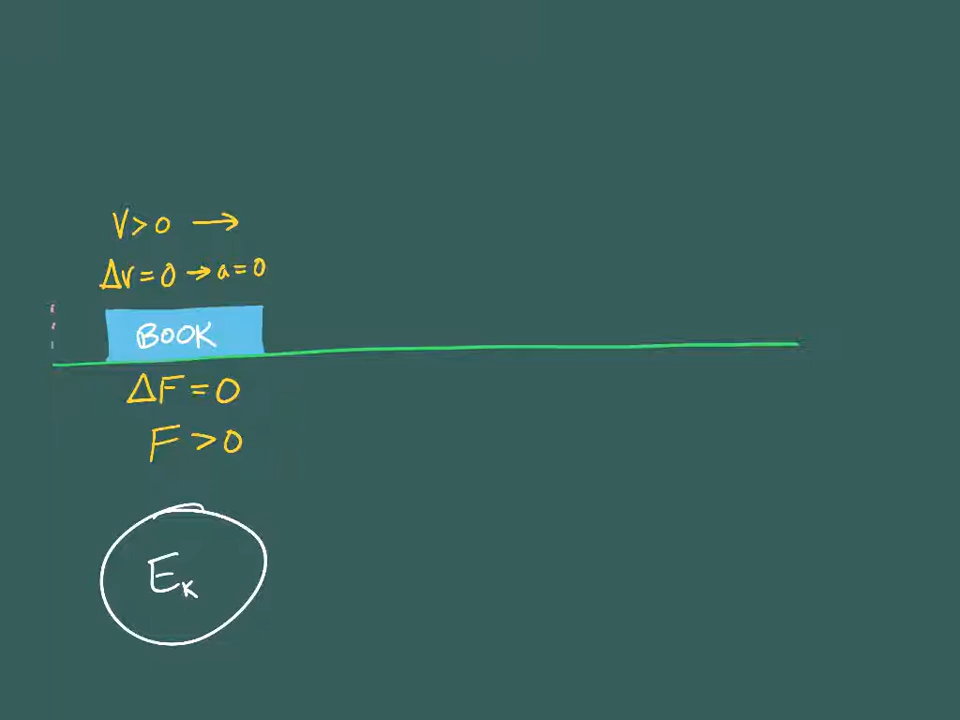 V > 0 →
Δv = 0 → a = 0
BOOK
ΔF = 0
F > 0
Eₖ